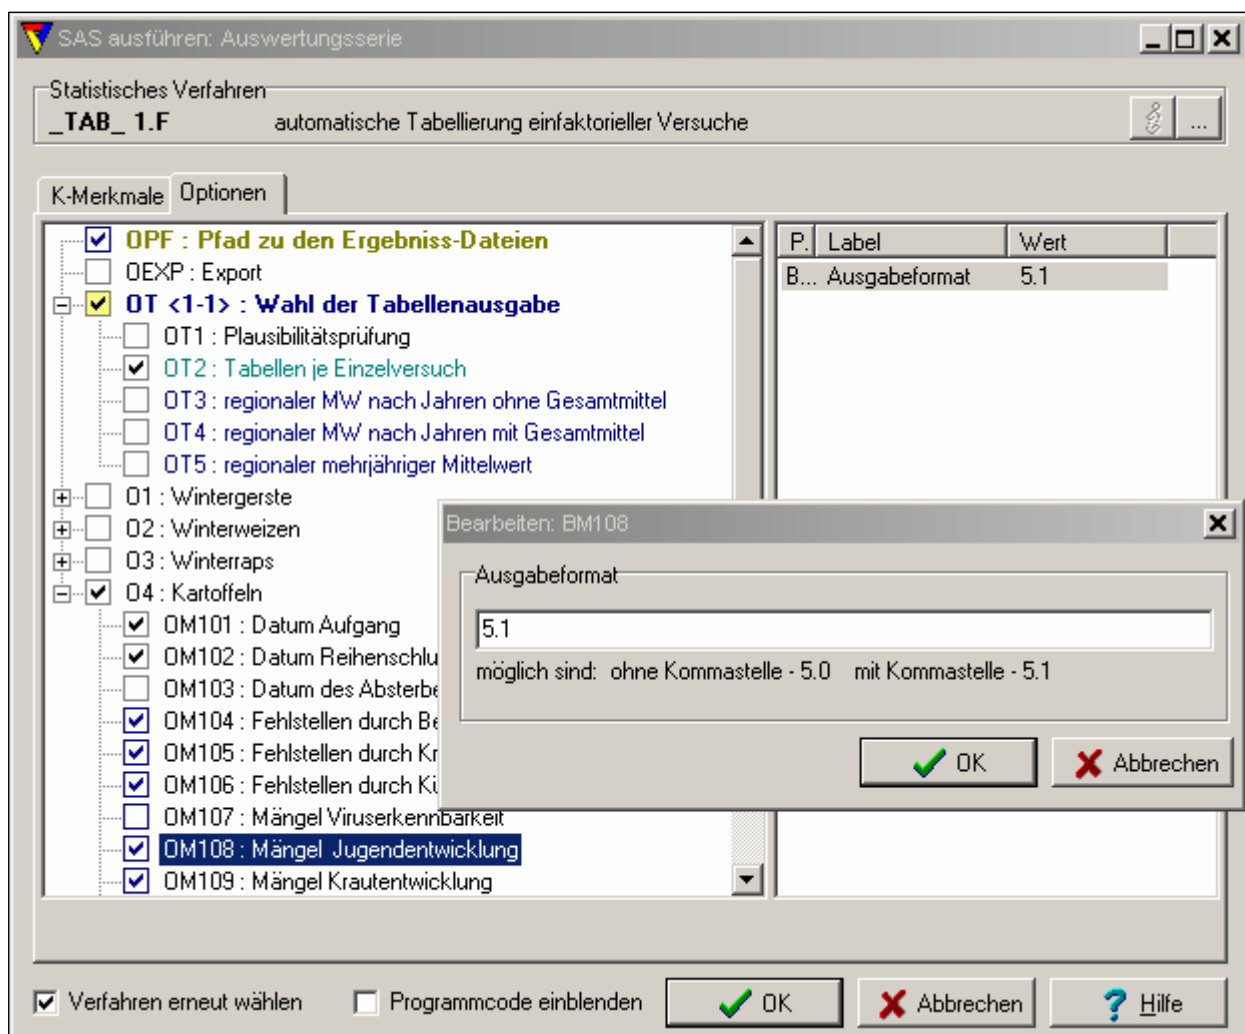 SAS ausführen: Auswertungsserie
Statistisches Verfahren
_TAB_ 1.F automatische Tabellierung einfaktorieller Versuche
...
K-Merkmale Optionen
OPF : Pfad zu den Ergebniss-Dateien
OEXP : Export
OT <1-1> : Wahl der Tabellenausgabe
OT1 : Plausibilitätsprüfung
OT2 : Tabellen je Einzelversuch
OT3 : regionaler MW nach Jahren ohne Gesamtmittel
OT4 : regionaler MW nach Jahren mit Gesamtmittel
OT5 : regionaler mehrjähriger Mittelwert
O1 : Wintergerste
O2 : Winterweizen
O3 : Winterraps
O4 : Kartoffeln
OM101 : Datum Aufgang
OM102 : Datum Reihenschlu
OM103 : Datum des Absterbe
OM104 : Fehlstellen durch Be
OM105 : Fehlstellen durch Kr
OM106 : Fehlstellen durch Kü
OM107 : Mängel Viruserkennbarkeit
OM108 : Mängel Jugendentwicklung
OM109 : Mängel Krautentwicklung
P. Label Wert
B... Ausgabeformat 5.1
Bearbeiten: BM108
Ausgabeformat
5.1
möglich sind: ohne Kommastelle - 5.0 mit Kommastelle - 5.1
OK Abbrechen
Verfahren erneut wählen Programmcode einblenden OK Abbrechen ? Hilfe